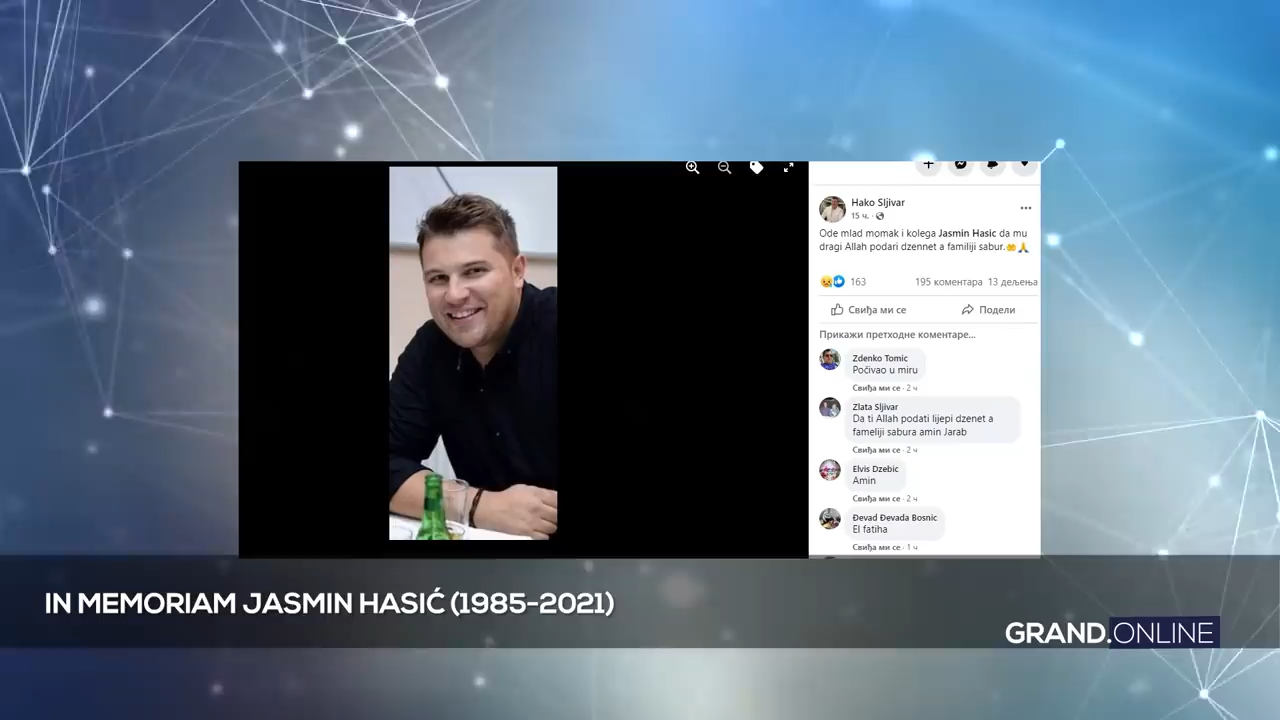 Hako Sljivar
15 ч.
Ode mlad momak i kolega Jasmin Hasic da mu
dragi Allah podari dzennet a familiji sabur.🤲🙏
163
195 коментара 13 дељења
Свиђа ми се Подели
Прикажи претходне коментаре...
Zdenko Tomic
Počivao u miru
Свиђа ми се · 2 ч
Zlata Sljivar
Da ti Allah podati lijepi dzenet a
fameliji sabura amin Jarab
Свиђа ми се · 2 ч
Elvis Dzebic
Amin
Свиђа ми се · 2 ч
Đevad Đevada Bosnic
El fatiha
Свиђа ми се · 1 ч
IN MEMORIAM JASMIN HASIĆ (1985-2021)
GRAND.ONLINE